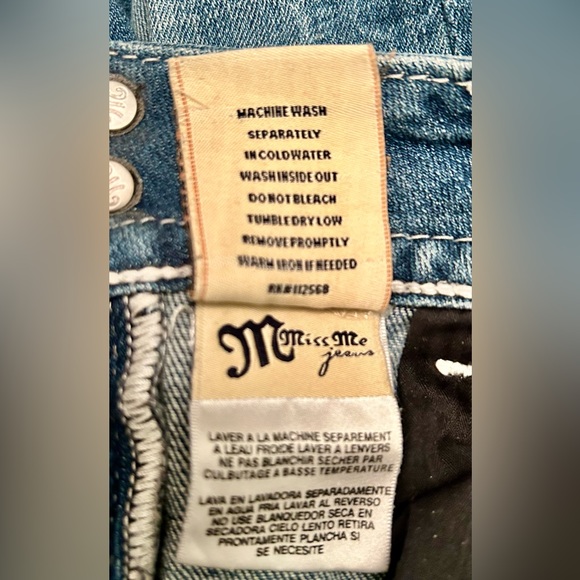 MACHINE WASH
SEPARATELY
IN COLD WATER
WASH INSIDE OUT
DO NOT BLEACH
TUMBLE DRY LOW
REMOVE PROMPTLY
WARM IRON IF NEEDED
RN#112568
M Miss Me
jeans
LAVER A LA MACHINE SEPAREMENT
A LEAU FROIDE LAVER A LENVERS
NE PAS BLANCHIR SECHER PAR
CULBUTAGE A BASSE TEMPERATURE
LAVA EN LAVADORA SEPARADAMENTE
EN AGUA FRIA LAVAR AL REVERSO
NO USE BLANQUEDOR SECA EN
SECADORA CIELO LENTO RETIRA
PRONTAMENTE PLANCHA SI
SE NECESITE